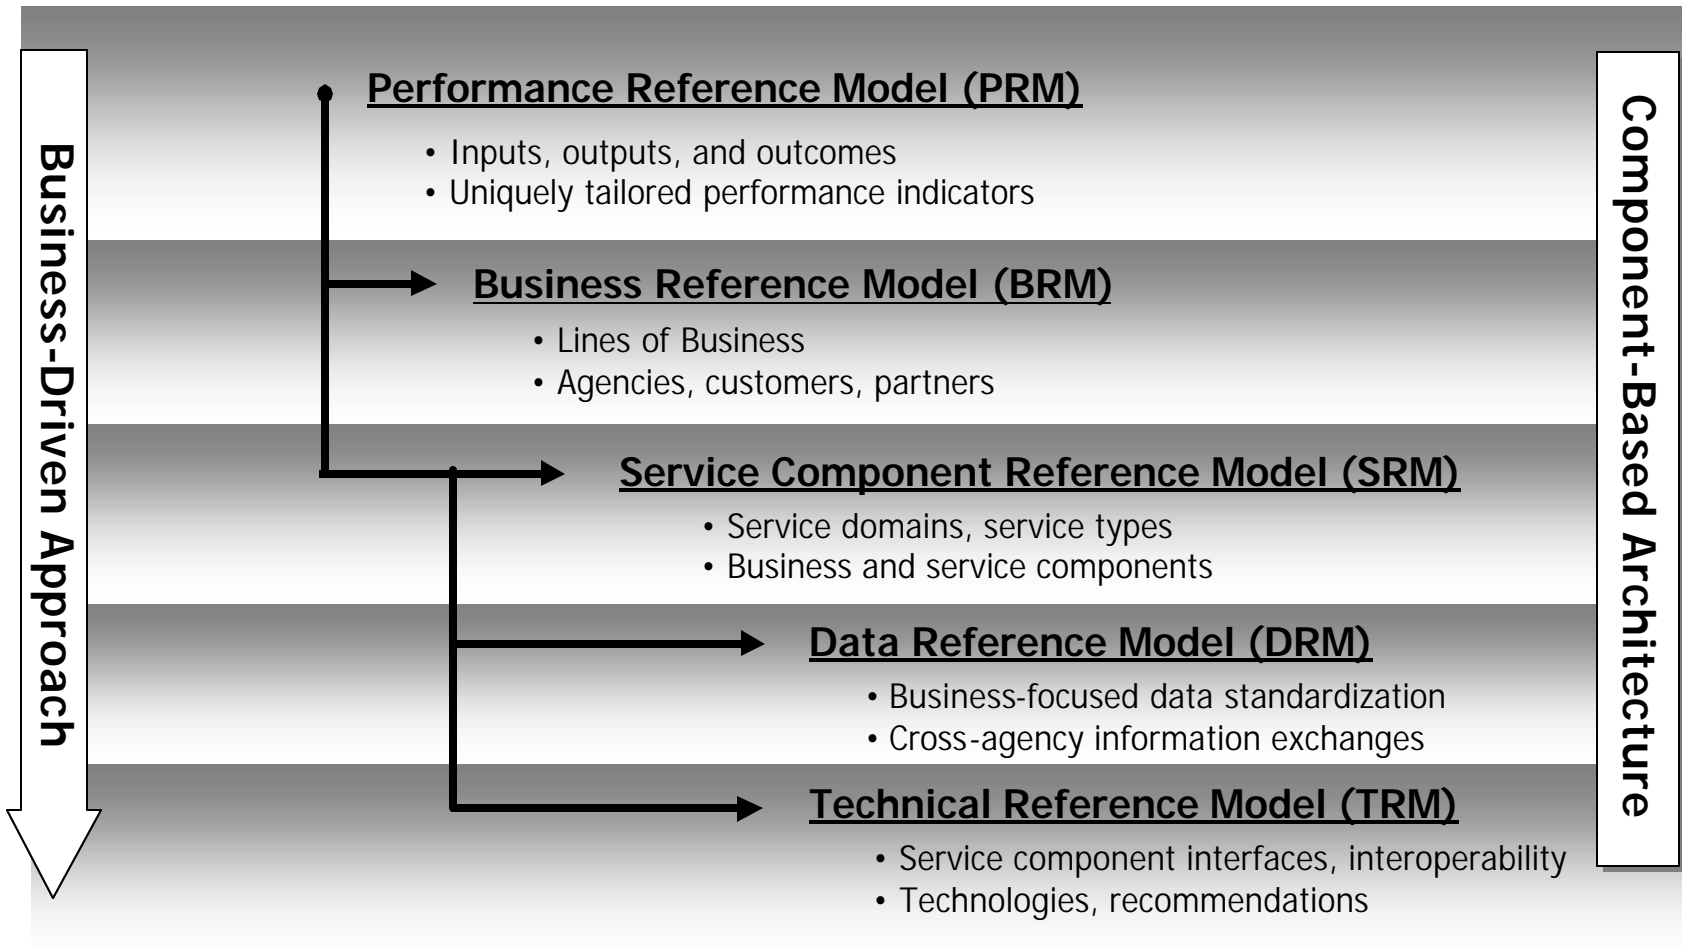 Business-Driven Approach
Performance Reference Model (PRM)
• Inputs, outputs, and outcomes
• Uniquely tailored performance indicators
Business Reference Model (BRM)
• Lines of Business
• Agencies, customers, partners
Service Component Reference Model (SRM)
• Service domains, service types
• Business and service components
Data Reference Model (DRM)
• Business-focused data standardization
• Cross-agency information exchanges
Technical Reference Model (TRM)
• Service component interfaces, interoperability
• Technologies, recommendations
Component-Based Architecture